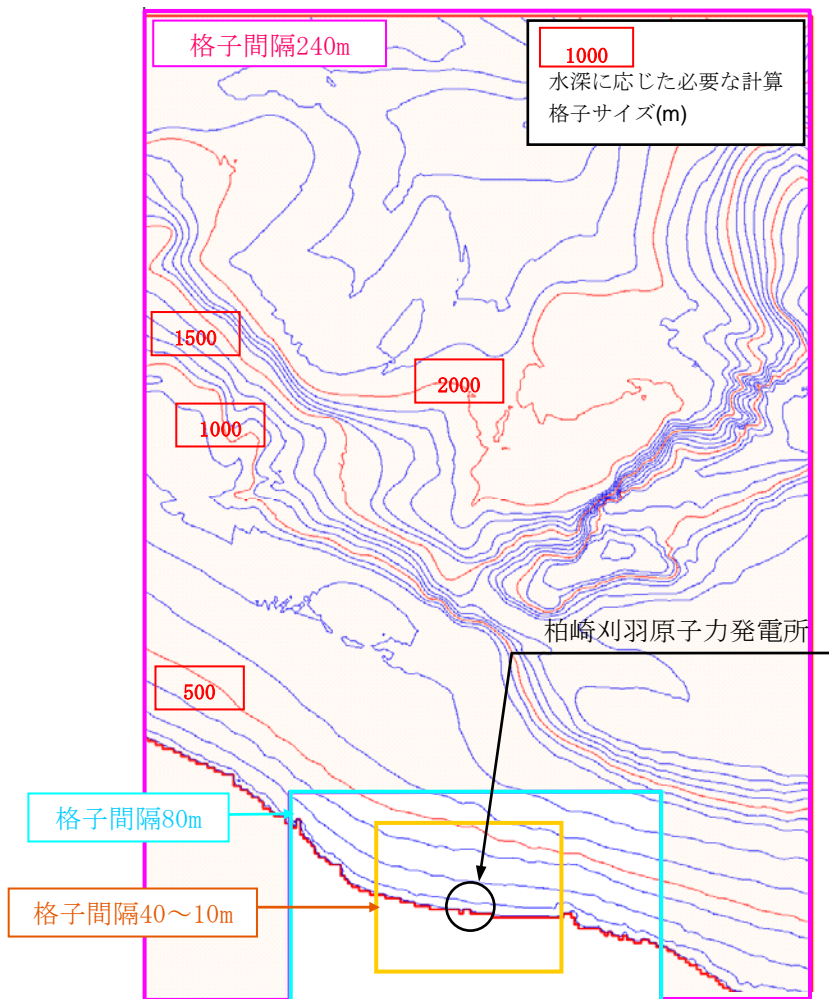 格子間隔240m
1000
水深に応じた必要な計算
格子サイズ(m)
1500
2000
1000
柏崎刈羽原子力発電所
500
格子間隔80m
格子間隔40～10m